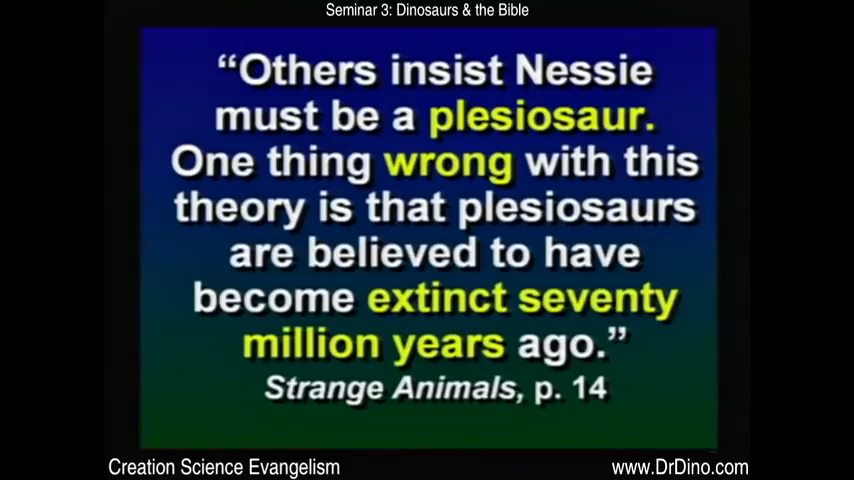 Seminar 3: Dinosaurs & the Bible
“Others insist Nessie
must be a plesiosaur.
One thing wrong with this
theory is that plesiosaurs
are believed to have
become extinct seventy
million years ago.”
Strange Animals, p. 14
Creation Science Evangelism
www.DrDino.com